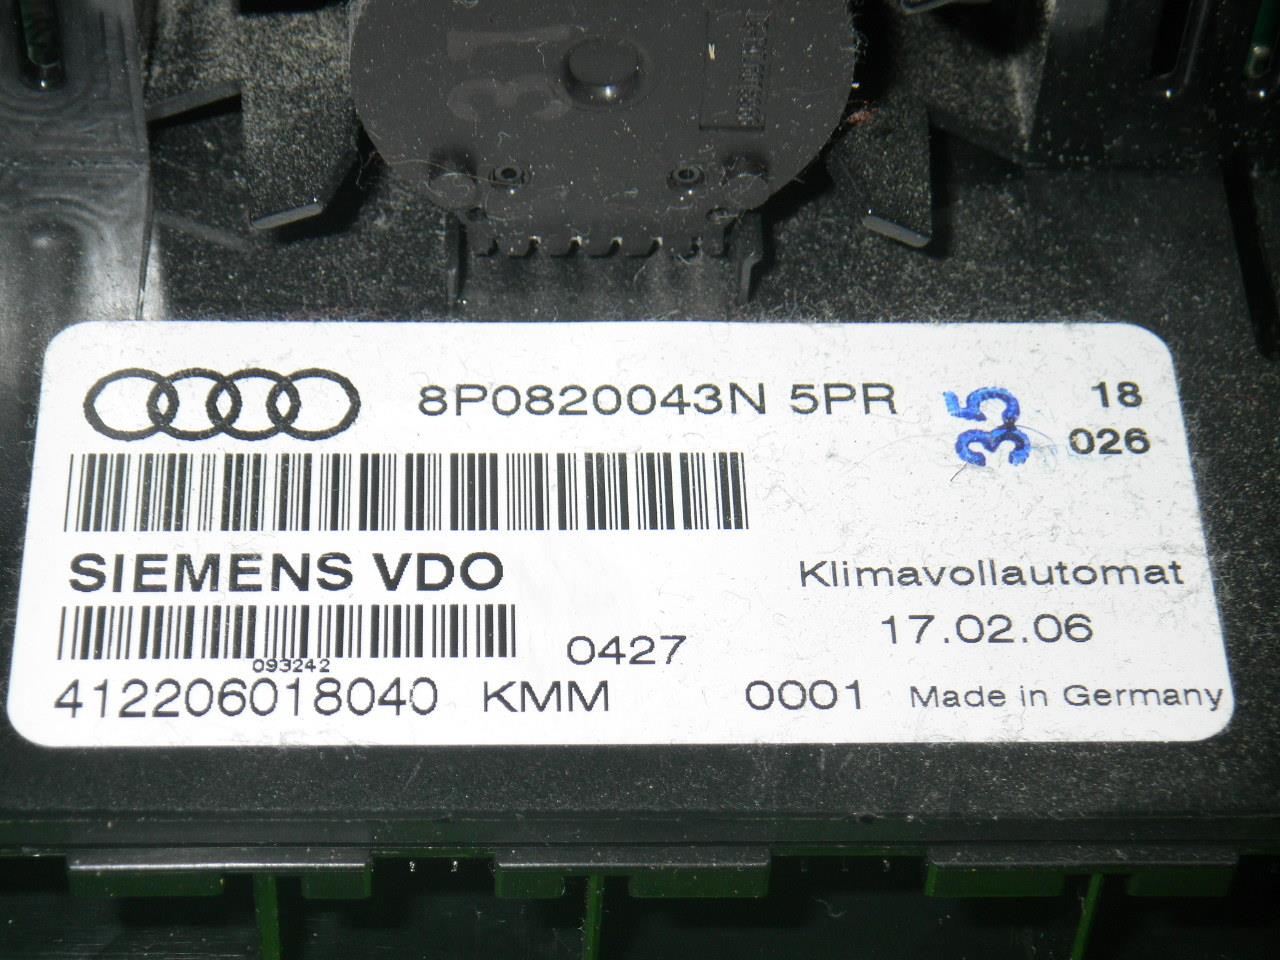 8P0820043N 5PR
35
18
026
SIEMENS VDO
Klimavollautomat
17.02.06
093242
0427
412206018040 KMM 0001 Made in Germany